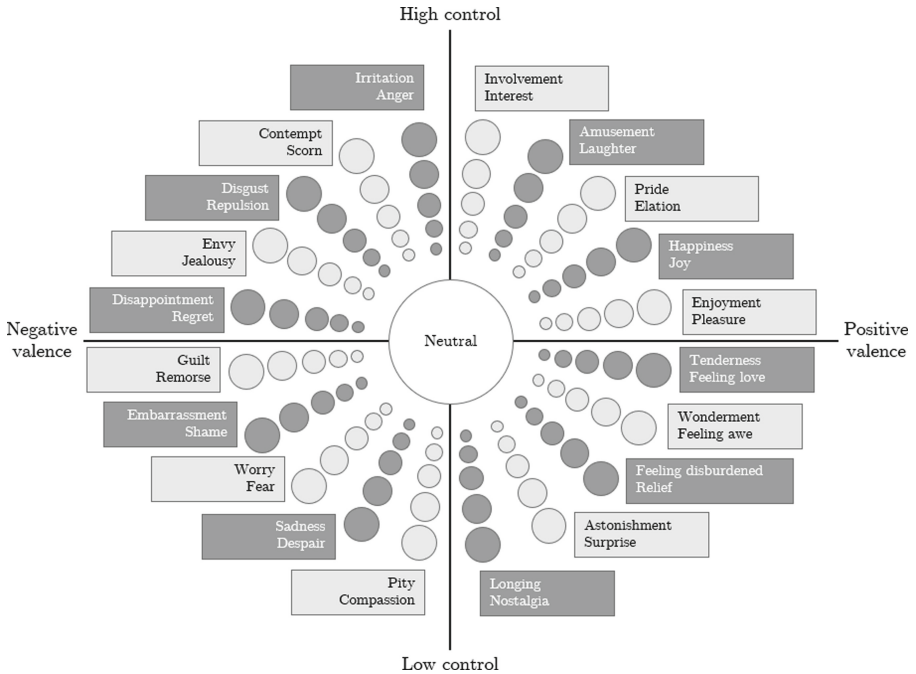 High control
Irritation
Anger
Involvement
Interest
Contempt
Scorn
Amusement
Laughter
Disgust
Repulsion
Pride
Elation
Envy
Jealousy
Happiness
Joy
Disappointment
Regret
Enjoyment
Pleasure
Negative
valence
Neutral
Positive
valence
Guilt
Remorse
Tenderness
Feeling love
Embarrassment
Shame
Wonderment
Feeling awe
Worry
Fear
Feeling disburdened
Relief
Sadness
Despair
Astonishment
Surprise
Pity
Compassion
Longing
Nostalgia
Low control